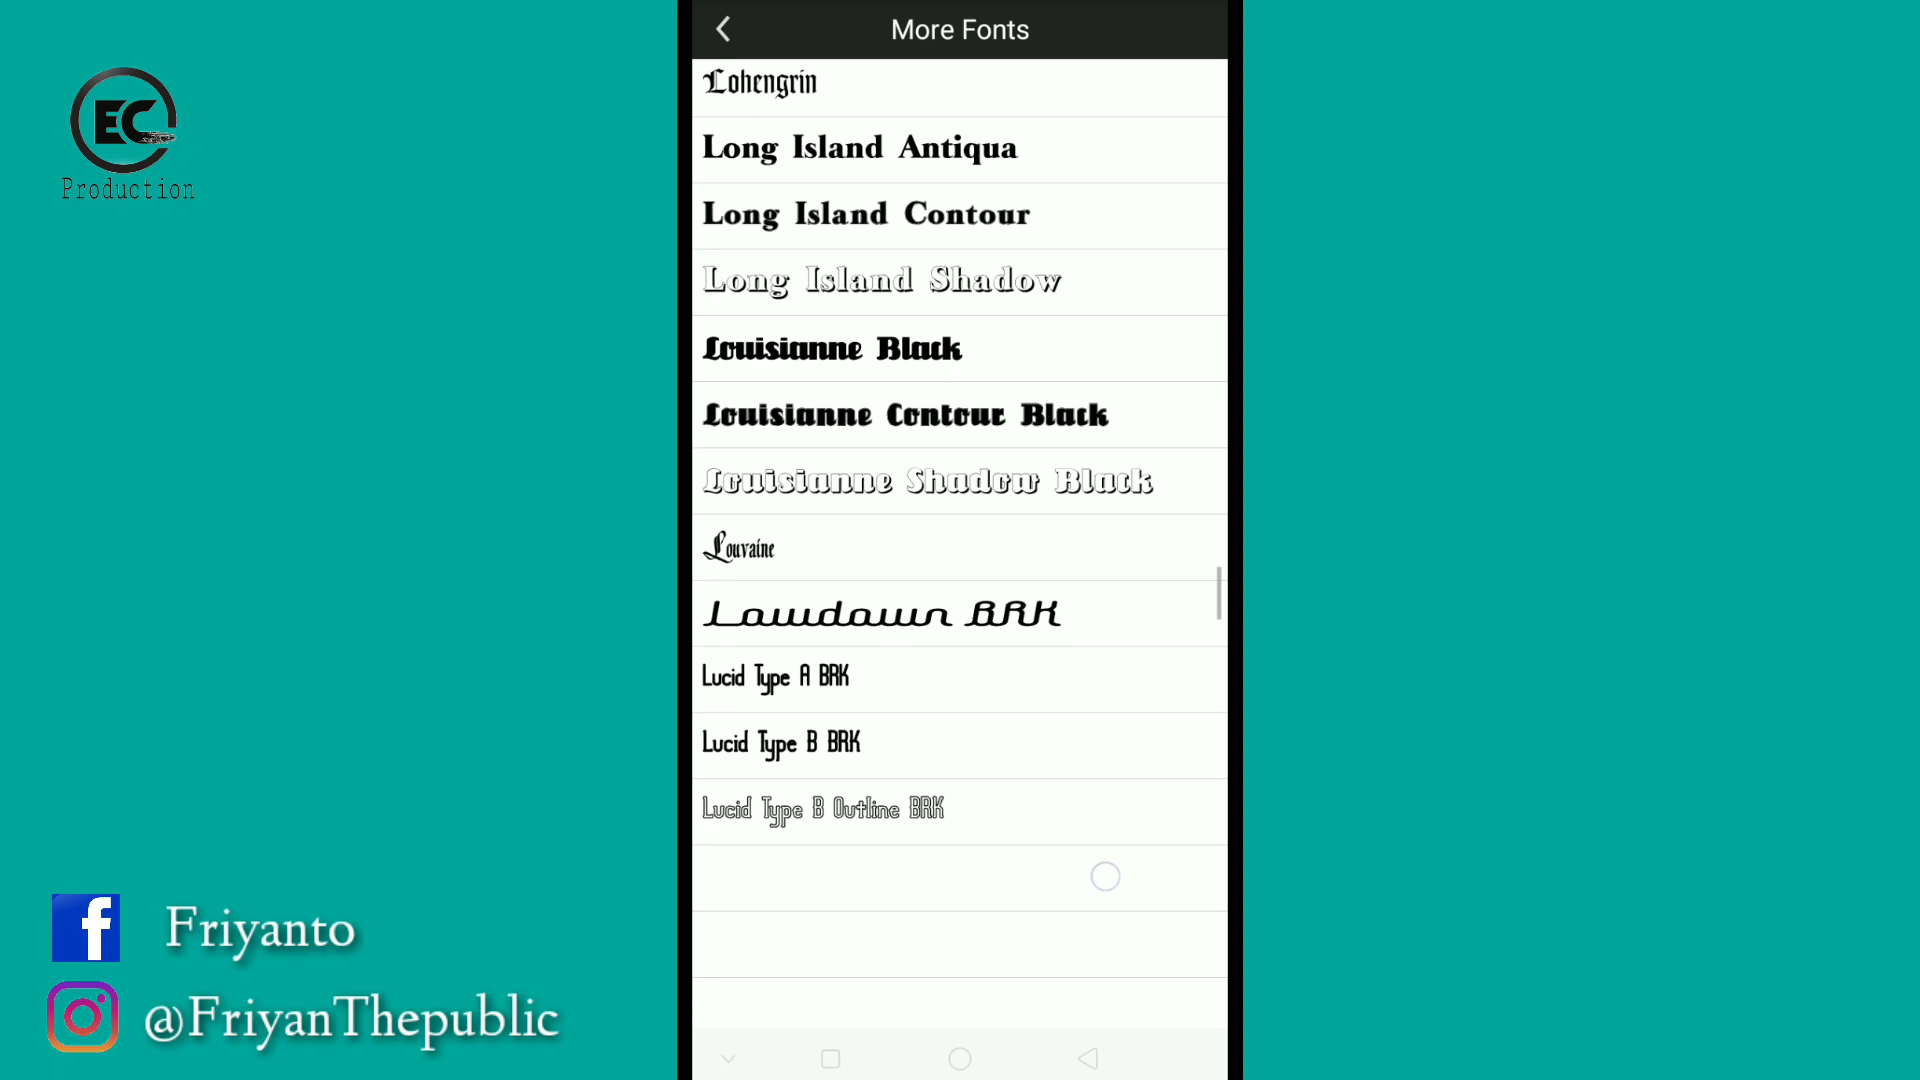 More Fonts
Lohengrin
Long Island Antiqua
Long Island Contour
Long Island Shadow
Louisianne Black
Louisianne Contour Black
Louisianne Shadow Black
Louvaine
Lowdown BRK
Lucid Type A BRK
Lucid Type B BRK
Lucid Type B Outline BRK
EC
Production
f Friyanto
@FriyanThepublic